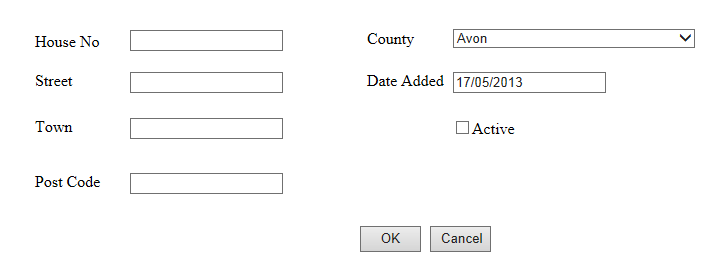 House No
County Avon
Street
Date Added 17/05/2013
Town
Active
Post Code
OK Cancel